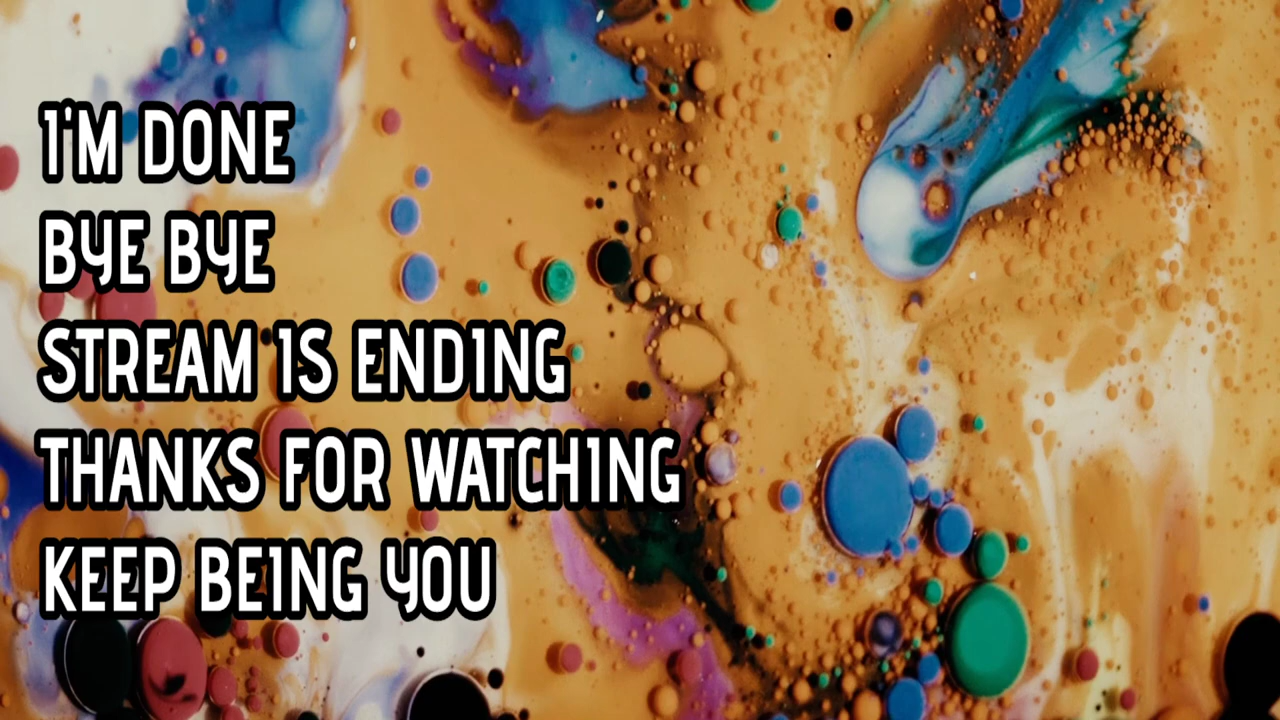 I'M DONE
BYE BYE
STREAM IS ENDING
THANKS FOR WATCHING
KEEP BEING YOU